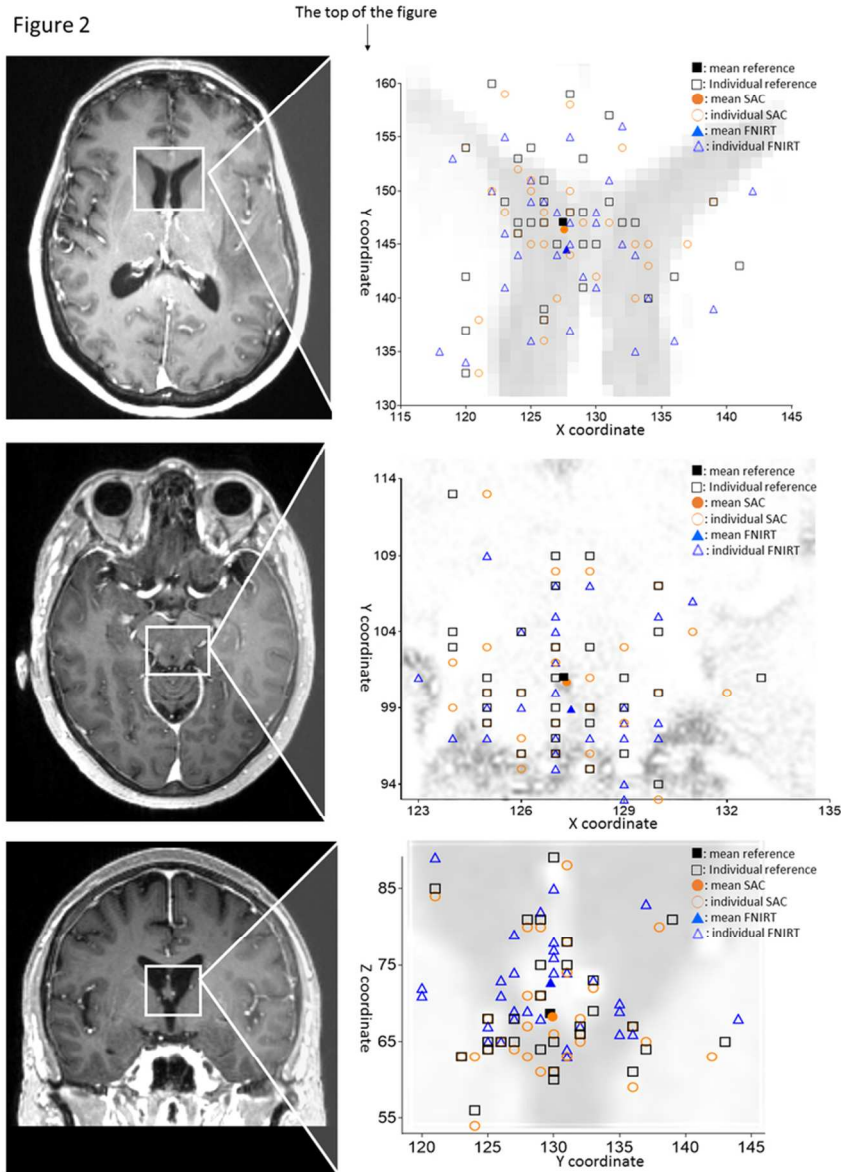 The top of the figure
Figure 2
160
155
150
145
140
135
130
Y coordinate
115
120
125
130
135
140
145
X coordinate
■: mean reference
□: Individual reference
●: mean SAC
○: individual SAC
▲: mean FNIRT
△: individual FNIRT
114
109
104
99
94
Y coordinate
123
126
129
132
135
X coordinate
■: mean reference
□: Individual reference
●: mean SAC
○: individual SAC
▲: mean FNIRT
△: individual FNIRT
85
75
65
55
Z coordinate
120
125
130
135
140
145
Y coordinate
■: mean reference
□: Individual reference
●: mean SAC
○: individual SAC
▲: mean FNIRT
△: individual FNIRT